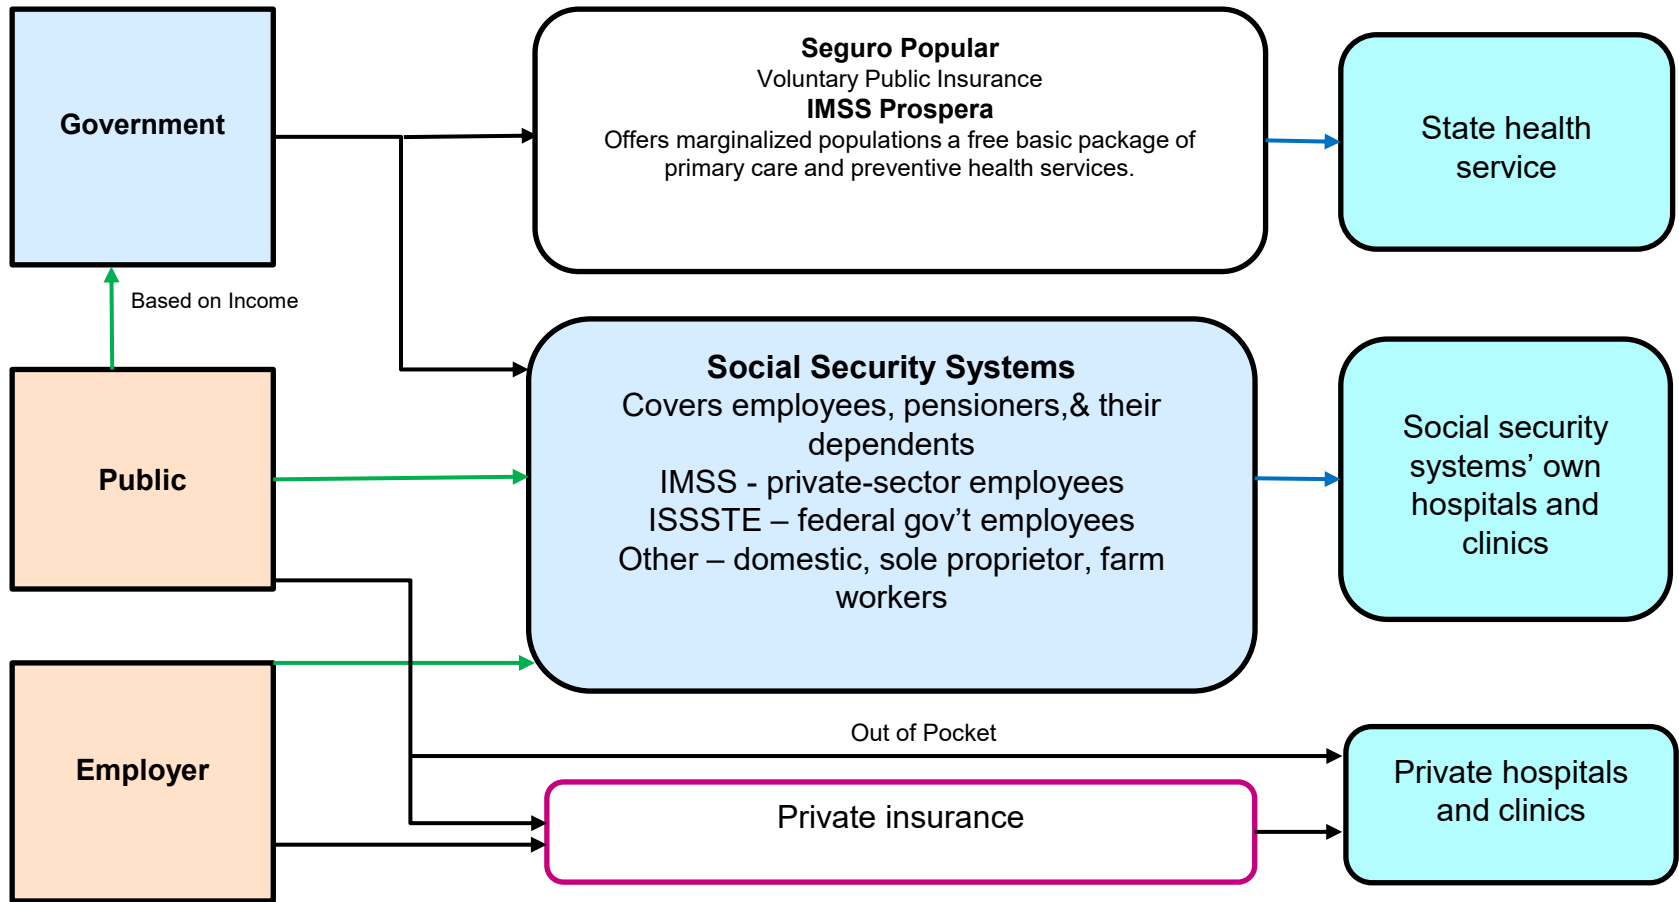 Government
Seguro Popular
Voluntary Public Insurance
IMSS Prospera
Offers marginalized populations a free basic package of
primary care and preventive health services.
State health
service
Based on Income
Public
Social Security Systems
Covers employees, pensioners,& their
dependents
IMSS - private-sector employees
ISSSTE – federal gov't employees
Other – domestic, sole proprietor, farm
workers
Social security
systems’ own
hospitals and
clinics
Employer
Out of Pocket
Private insurance
Private hospitals
and clinics